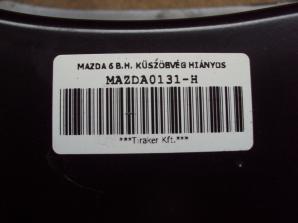 MAZDA 6 B.H. KÜSZÖBVÉG HIÁNYOS
MAZDA0131-H
***Tiraker Kft.***